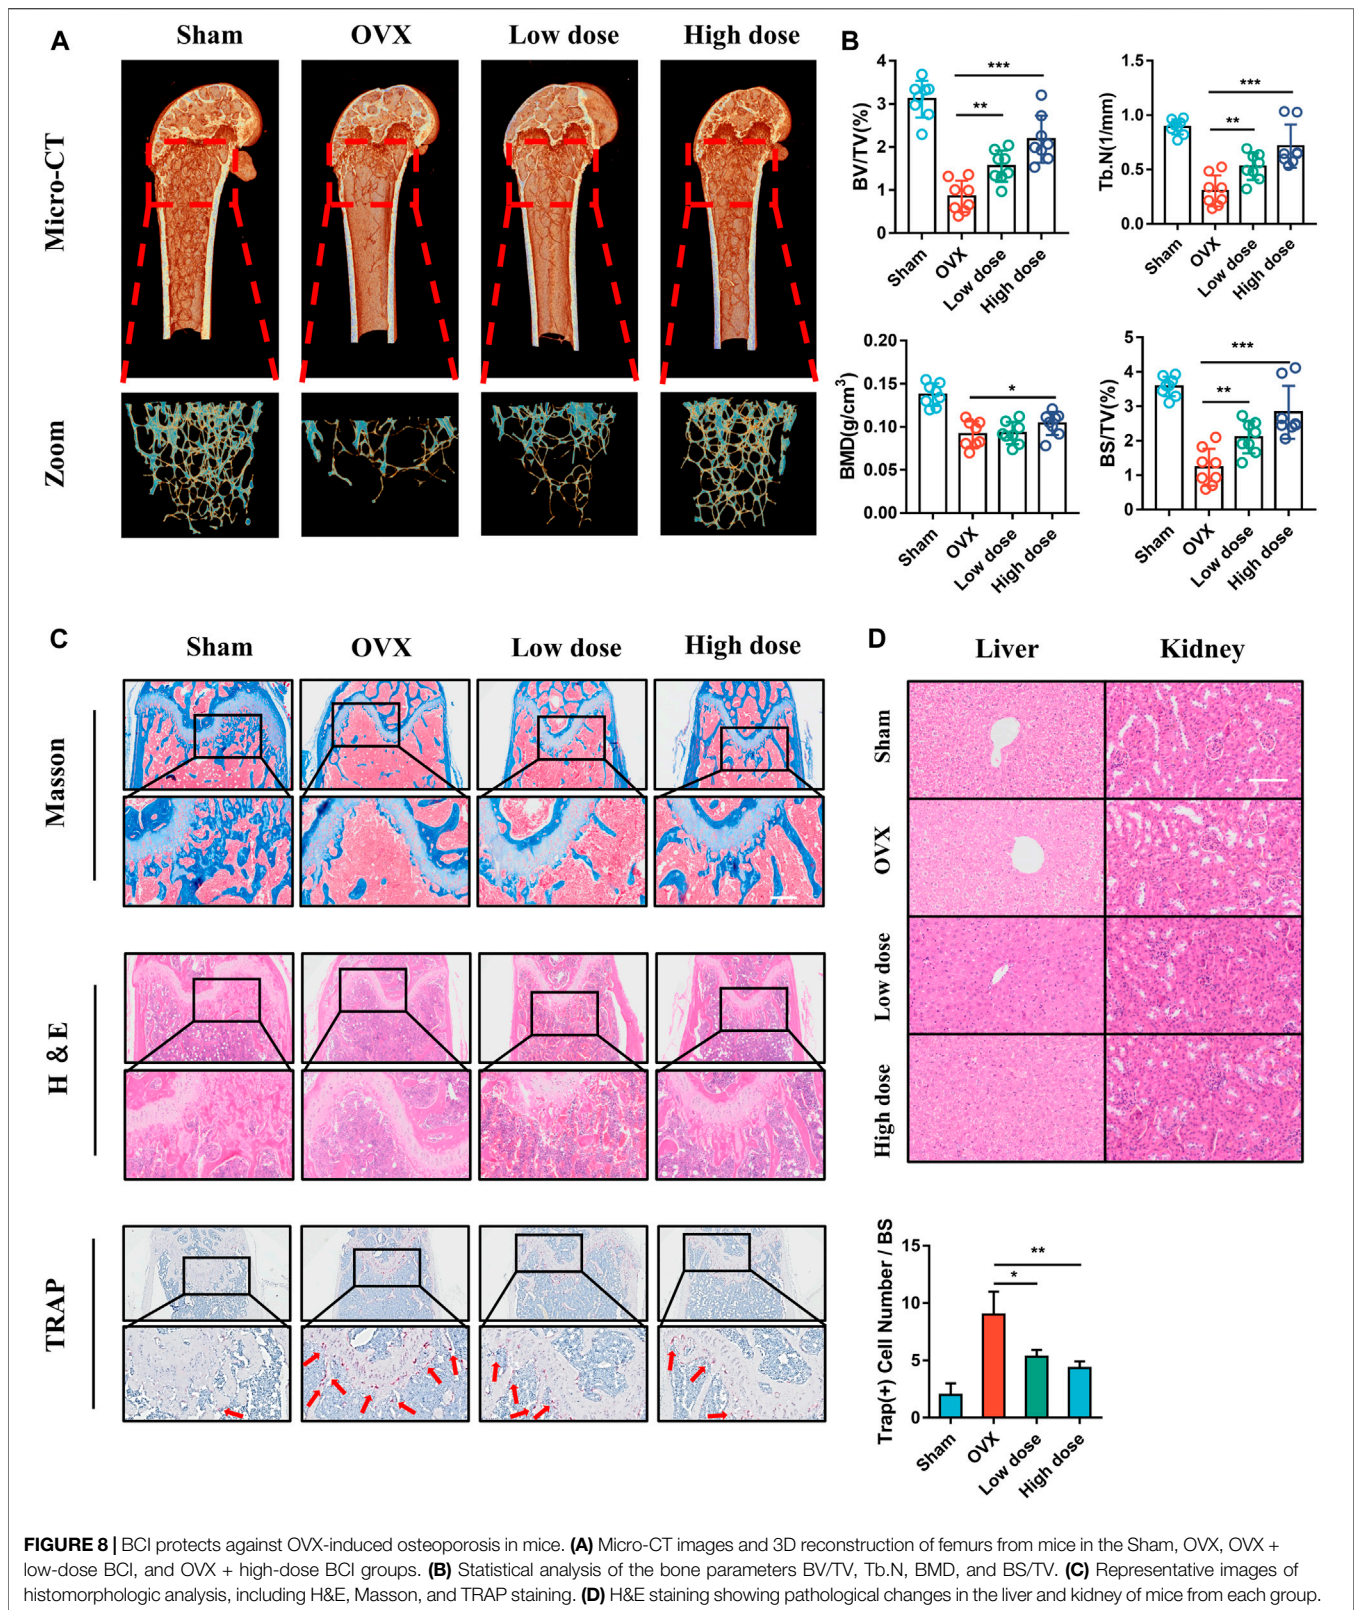 A
Sham OVX Low dose High dose
Micro-CT
Zoom
B
BV/TV(%)
4
3
2
1
0
***
**
Sham OVX Low dose High dose
Tb.N(1/mm)
1.5
1.0
0.5
0.0
***
**
Sham OVX Low dose High dose
BMD(g/cm³)
0.20
0.15
0.10
0.05
0.00
*
Sham OVX Low dose High dose
BS/TV(%)
5
4
3
2
1
0
***
**
Sham OVX Low dose High dose
C
Sham OVX Low dose High dose
Masson
H & E
TRAP
D
Liver Kidney
Sham
OVX
Low dose
High dose
Trap(+) Cell Number / BS
15
10
5
0
**
*
Sham OVX Low dose High dose
FIGURE 8 | BCI protects against OVX-induced osteoporosis in mice. (A) Micro-CT images and 3D reconstruction of femurs from mice in the Sham, OVX, OVX +
low-dose BCI, and OVX + high-dose BCI groups. (B) Statistical analysis of the bone parameters BV/TV, Tb.N, BMD, and BS/TV. (C) Representative images of
histomorphologic analysis, including H&E, Masson, and TRAP staining. (D) H&E staining showing pathological changes in the liver and kidney of mice from each group.